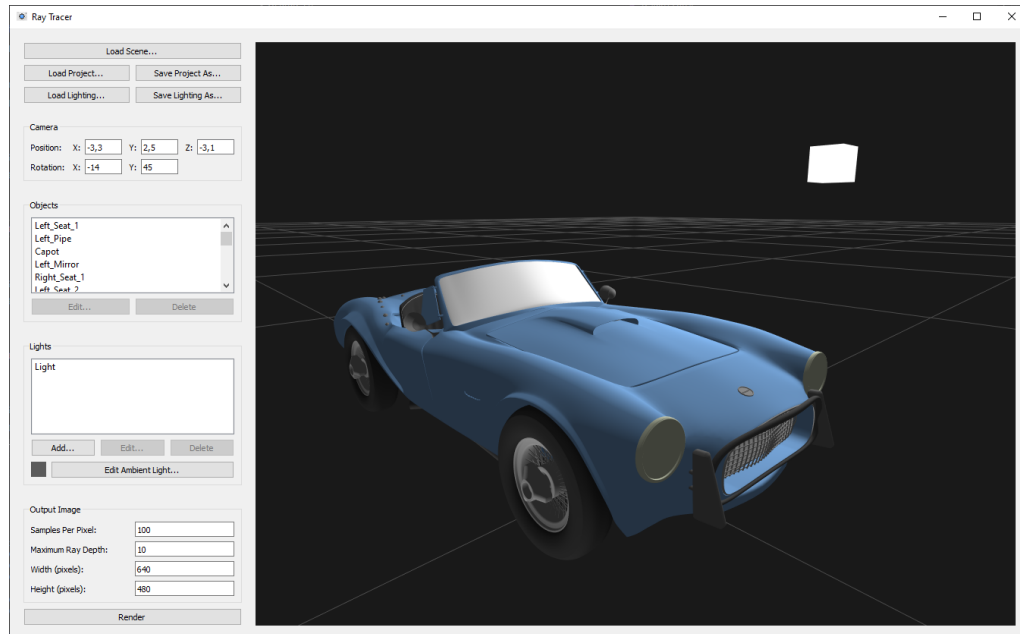 Ray Tracer
Load Scene...
Load Project... Save Project As...
Load Lighting... Save Lighting As...
Camera
Position: X: -3,3 Y: 2,5 Z: -3,1
Rotation: X: -14 Y: 45
Objects
Left_Seat_1
Left_Pipe
Capot
Left_Mirror
Right_Seat_1
Left_Seat_2
Edit... Delete
Lights
Light
Add... Edit... Delete
Edit Ambient Light...
Output Image
Samples Per Pixel: 100
Maximum Ray Depth: 10
Width (pixels): 640
Height (pixels): 480
Render